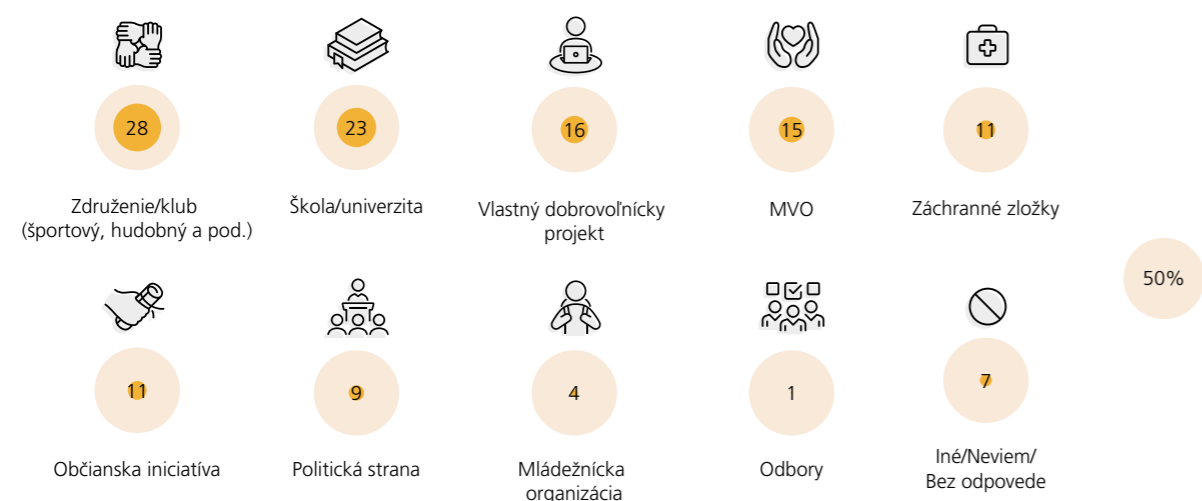 28
23
16
15
11
Združenie/klub
(športový, hudobný a pod.)
Škola/univerzita
Vlastný dobrovoľnícky
projekt
MVO
Záchranné zložky
50%
11
9
4
1
7
Občianska iniciatíva
Politická strana
Mládežnícka
organizácia
Odbory
Iné/Neviem/
Bez odpovede